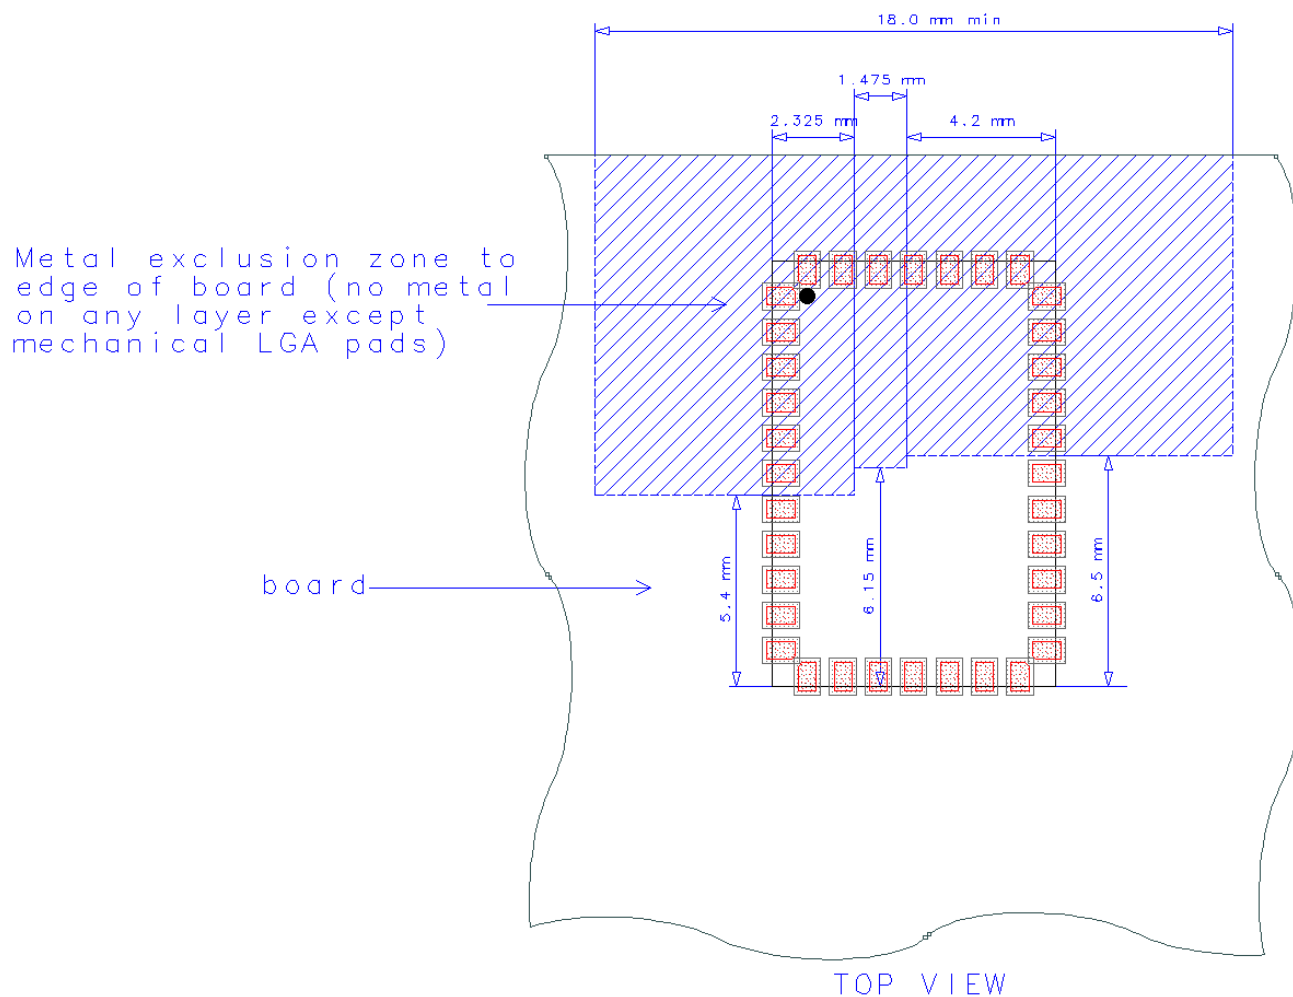 18.0 mm min
1.475 mm
2.325 mm
4.2 mm
Metal exclusion zone to
edge of board (no metal
on any layer except
mechanical LGA pads)
board
5.4 mm
6.15 mm
6.5 mm
TOP VIEW